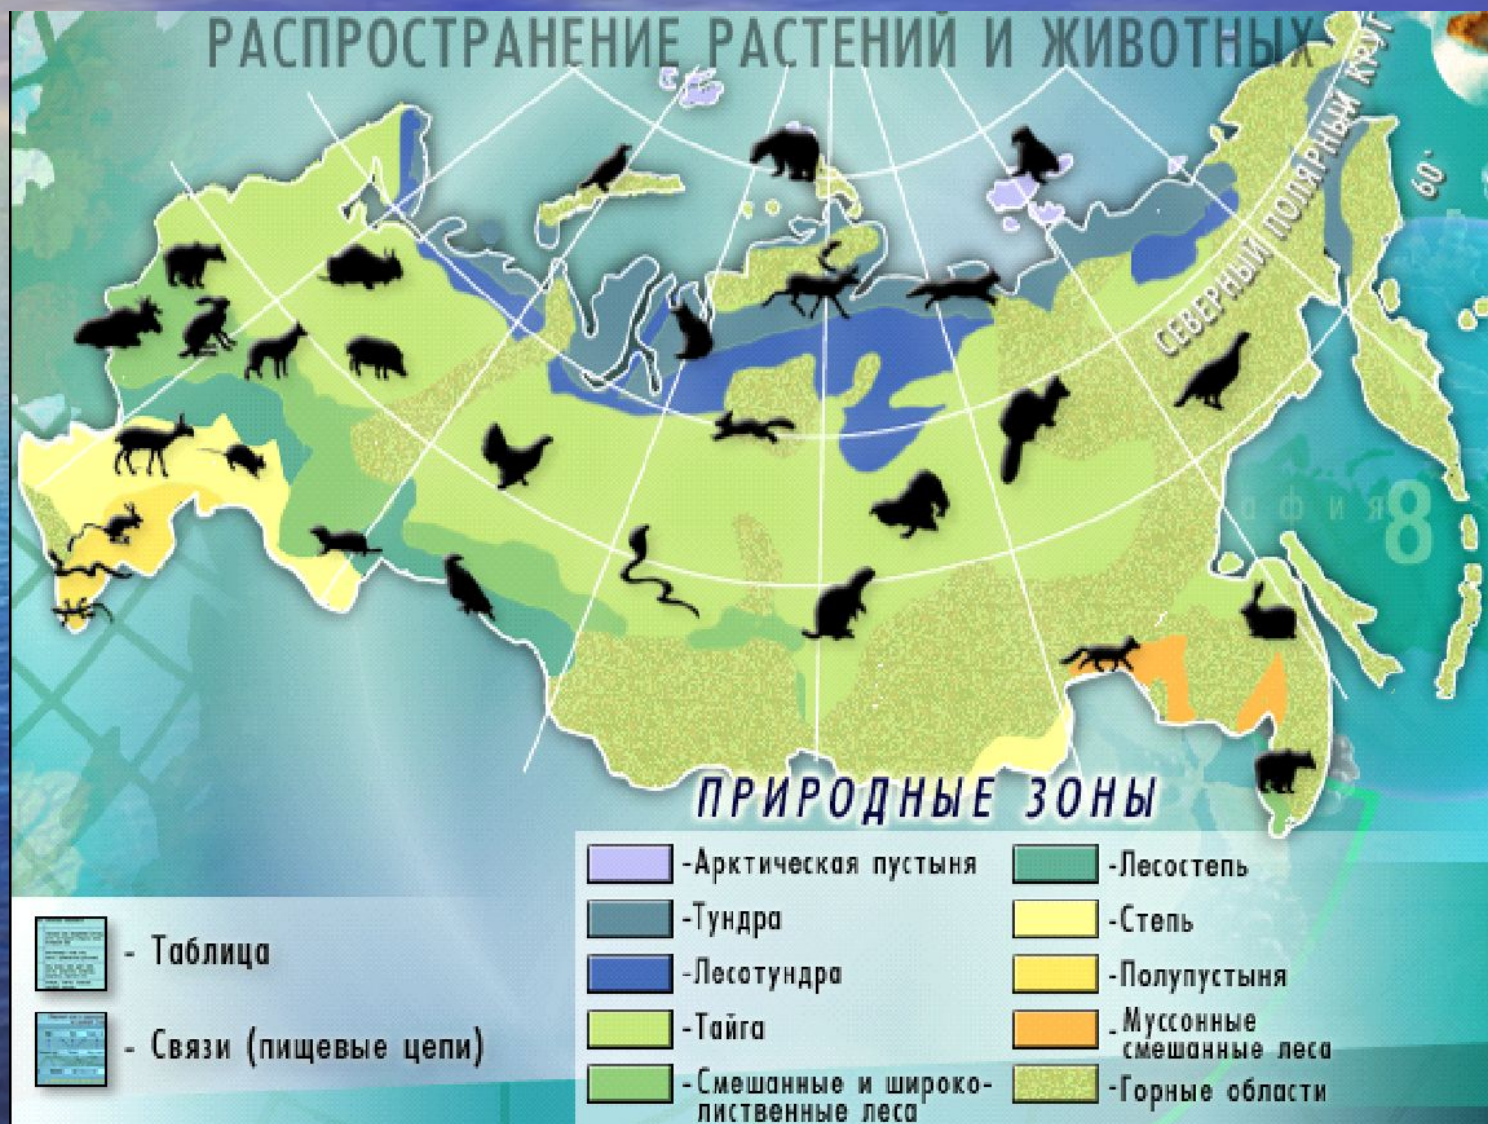 РАСПРОСТРАНЕНИЕ РАСТЕНИЙ И ЖИВОТНЫХ
СЕВЕРНЫЙ ПОЛЯРНЫЙ КРУГ
60°
а ф и я 8
ПРИРОДНЫЕ ЗОНЫ
-Арктическая пустыня
-Тундра
-Лесотундра
-Тайга
-Смешанные и широко-
лиственные леса
-Лесостепь
-Степь
-Полупустыня
- Муссонные
смешанные леса
-Горные области
- Таблица
- Связи (пищевые цепи)